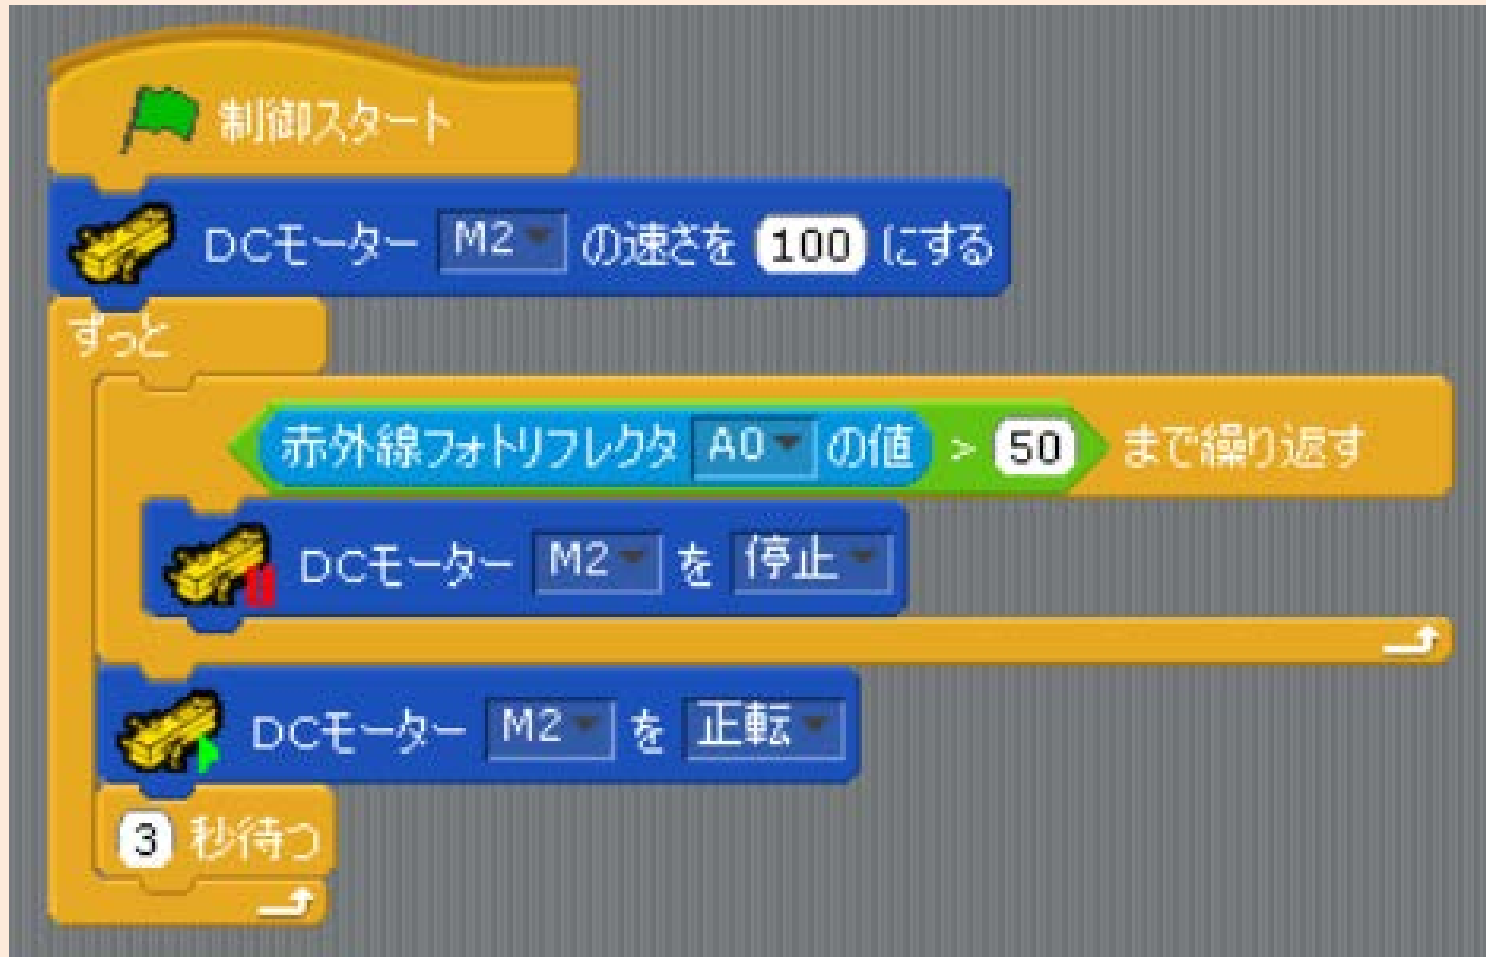 制御スタート
DCモーター M2 の速さを 100 にする
ずっと
赤外線フォトリフレクタ A0 の値 > 50 まで繰り返す
DCモーター M2 を 停止
DCモーター M2 を 正転
3 秒待つ